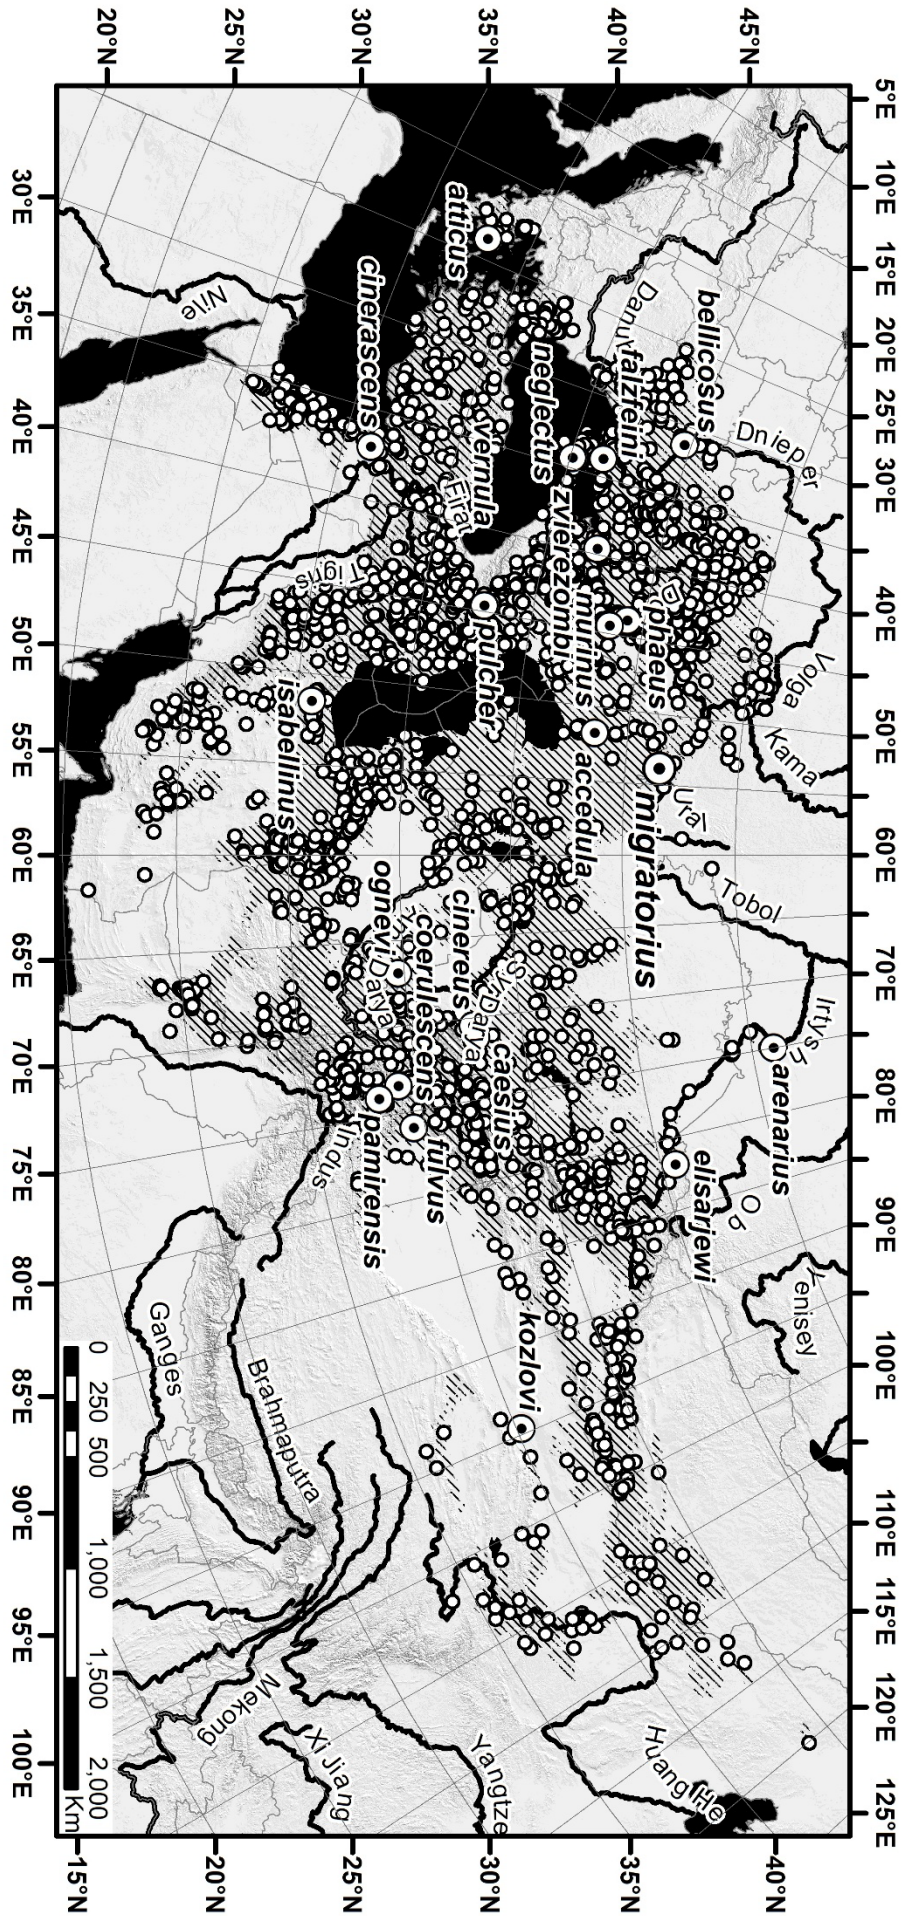 5°E
10°E
15°E
20°E
25°E
30°E
35°E
40°E
45°E
50°E
55°E
60°E
65°E
70°E
75°E
80°E
85°E
90°E
95°E
100°E
105°E
110°E
115°E
120°E
125°E
45°N
40°N
35°N
30°N
25°N
20°N
Dnieper
Volga
Kama
Ural
Tobol
Irtysh
Ob
Yenisey
bellicosus
falzfeini
phaeus
migratorius
arenarius
elisarjewi
zvierezombi
murinus
accedula
neglectus
vernula
pulcher
Syr Darya
caesius
kozlovi
atticus
Fırat
cinereus
coerulescens
fulvus
ognevi
Darya
pamirensis
cinerascens
Tigris
isabellinus
Indus
Nile
Ganges
Brahmaputra
Mekong
Xi Jiang
Yangtze
Huang He
0
250
500
1,000
1,500
2,000
Km
40°N
35°N
30°N
25°N
20°N
15°N
30°E
35°E
40°E
45°E
50°E
55°E
60°E
65°E
70°E
75°E
80°E
85°E
90°E
95°E
100°E